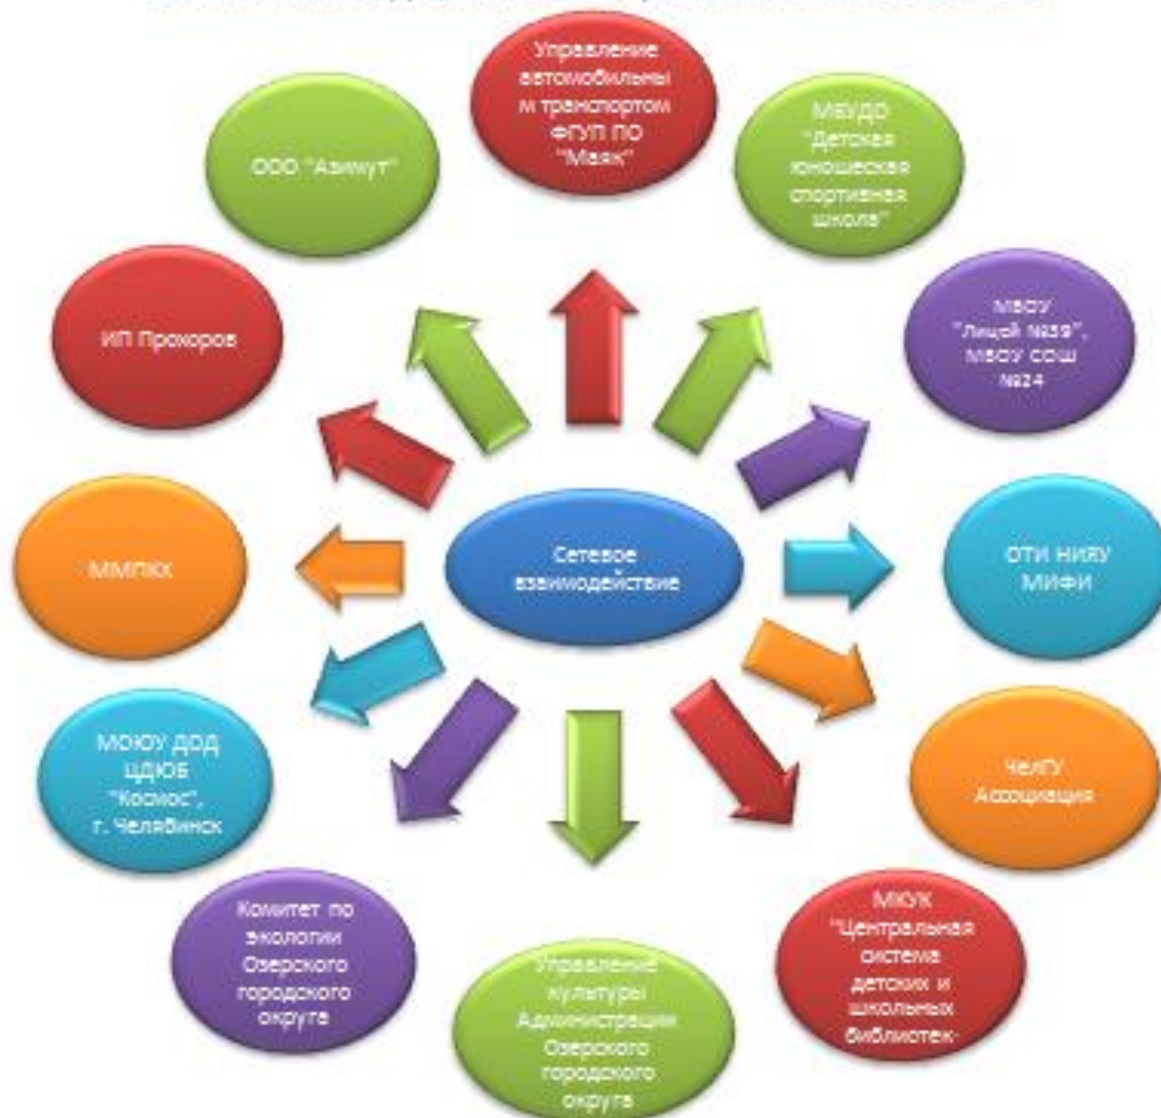 Управление
автомобильны
м транспортом
ФГУП ПО
"Маяк"
МБУДО
"Детская
юношеская
спортивная
школа"
МБОУ
"Лицей №39",
МБОУ СОШ
№24
ОТИ НИЯУ
МИФИ
ЧелГУ
Ассоциация
МКУК
"Центральная
система
детских и
школьных
библиотек-
Управление
культуры
Администрации
Озерского
городского
округа
Комитет по
экологии
Озерского
городского
округа
МОЮУ ДОД
ЦДЮБ
"Космос",
г. Челябинск
ММПКХ
ИП Прохоров
ООО "Азимут"
Сетевое
взаимодействие